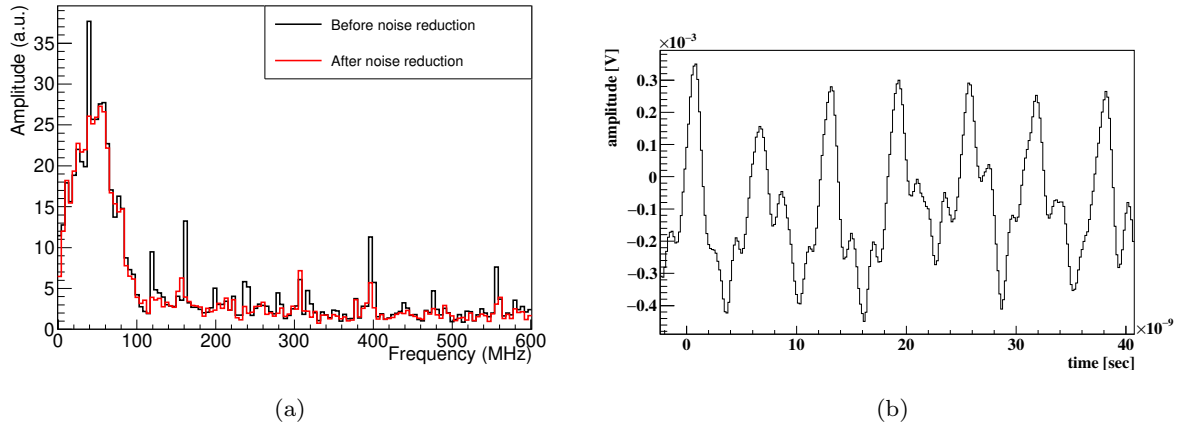 Amplitude (a.u.)
35
30
25
20
15
10
5
0
0 100 200 300 400 500 600
Frequency (MHz)
Before noise reduction
After noise reduction
(a)
×10⁻³
amplitude [V]
0.3
0.2
0.1
0
−0.1
−0.2
−0.3
−0.4
0 10 20 30 40
×10⁻⁹
time [sec]
(b)